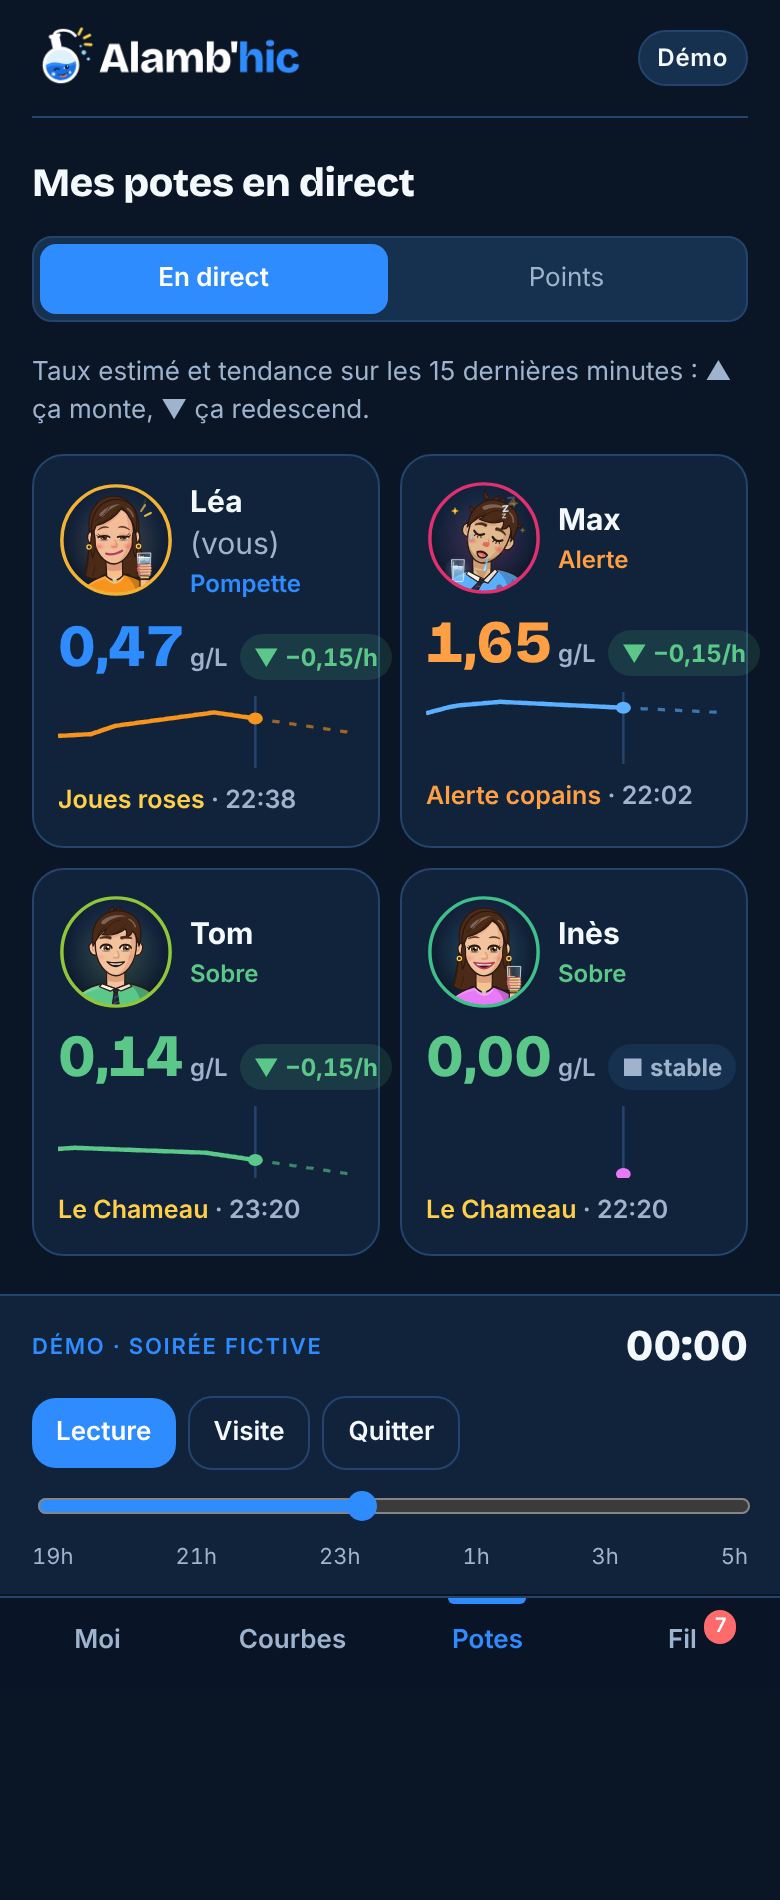 Alamb'hic
Démo
Mes potes en direct
En direct
Points
Taux estimé et tendance sur les 15 dernières minutes : ▲
ça monte, ▼ ça redescend.
Léa
(vous)
Pompette
0,47 g/L ▼ −0,15/h
Joues roses · 22:38
Max
Alerte
1,65 g/L ▼ −0,15/h
Alerte copains · 22:02
Tom
Sobre
0,14 g/L ▼ −0,15/h
Le Chameau · 23:20
Inès
Sobre
0,00 g/L ■ stable
Le Chameau · 22:20
DÉMO · SOIRÉE FICTIVE
00:00
Lecture
Visite
Quitter
19h 21h 23h 1h 3h 5h
Moi
Courbes
Potes
Fil 7